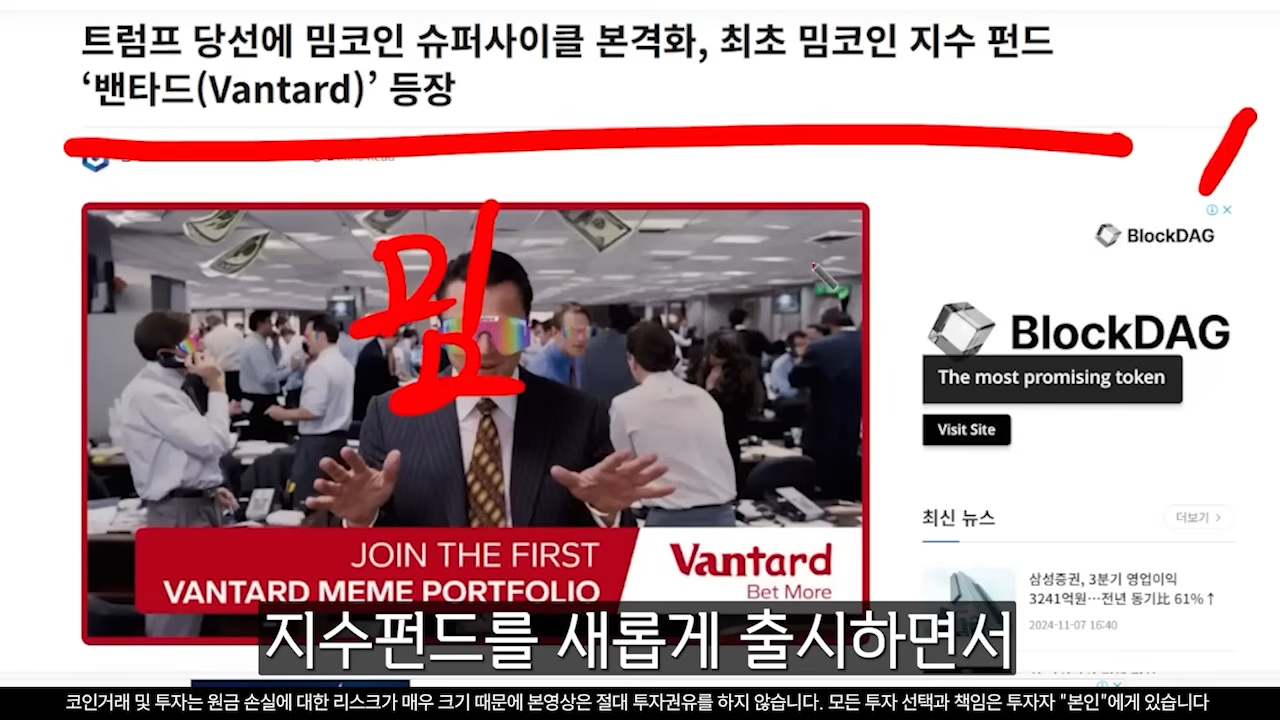 트럼프 당선에 밈코인 슈퍼사이클 본격화, 최초 밈코인 지수 펀드
‘밴타드(Vantard)’ 등장
밈
JOIN THE FIRST
VANTARD MEME PORTFOLIO
Vantard
Bet More
BlockDAG
BlockDAG
The most promising token
Visit Site
최신 뉴스
더보기 >
삼성증권, 3분기 영업이익
3241억원…전년 동기比 61%↑
2024-11-07 16:40
지수펀드를 새롭게 출시하면서
코인거래 및 투자는 원금 손실에 대한 리스크가 매우 크기 때문에 본영상은 절대 투자권유를 하지 않습니다. 모든 투자 선택과 책임은 투자자 "본인"에게 있습니다